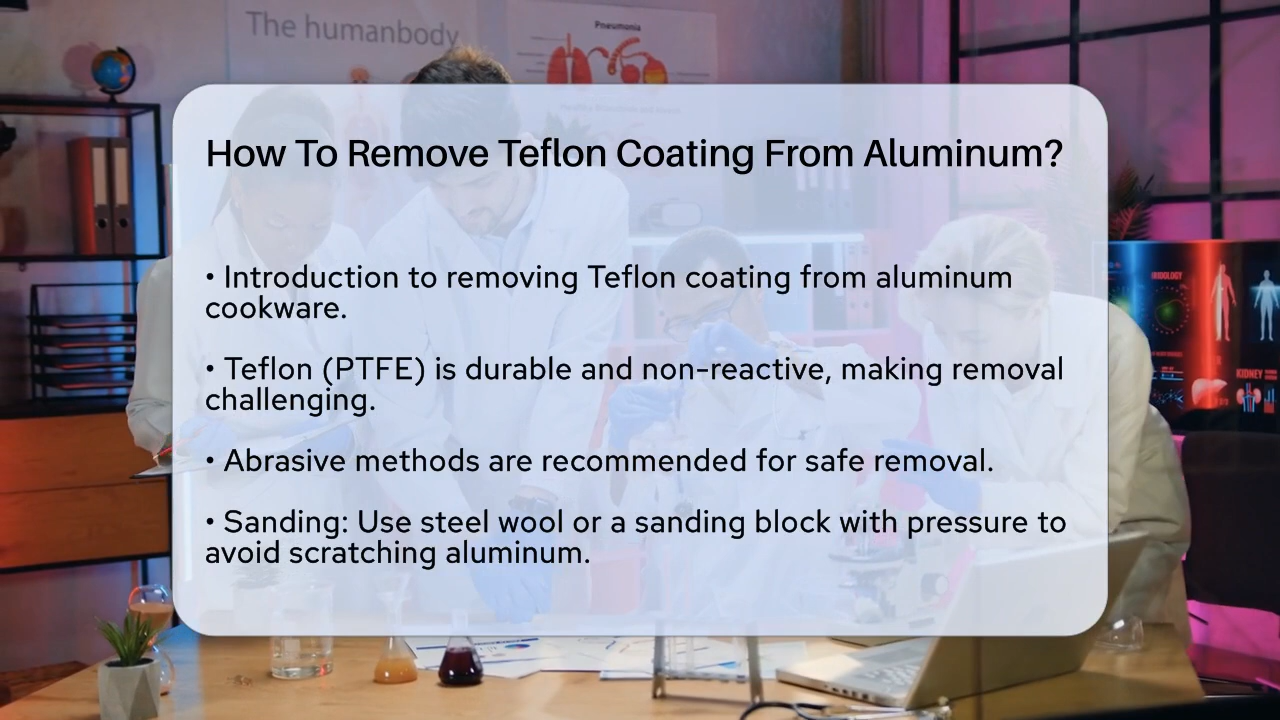 The humanbody
Pneumonia
How To Remove Teflon Coating From Aluminum?
• Introduction to removing Teflon coating from aluminum
cookware.
• Teflon (PTFE) is durable and non-reactive, making removal
challenging.
• Abrasive methods are recommended for safe removal.
• Sanding: Use steel wool or a sanding block with pressure to
avoid scratching aluminum.
KIDNEY